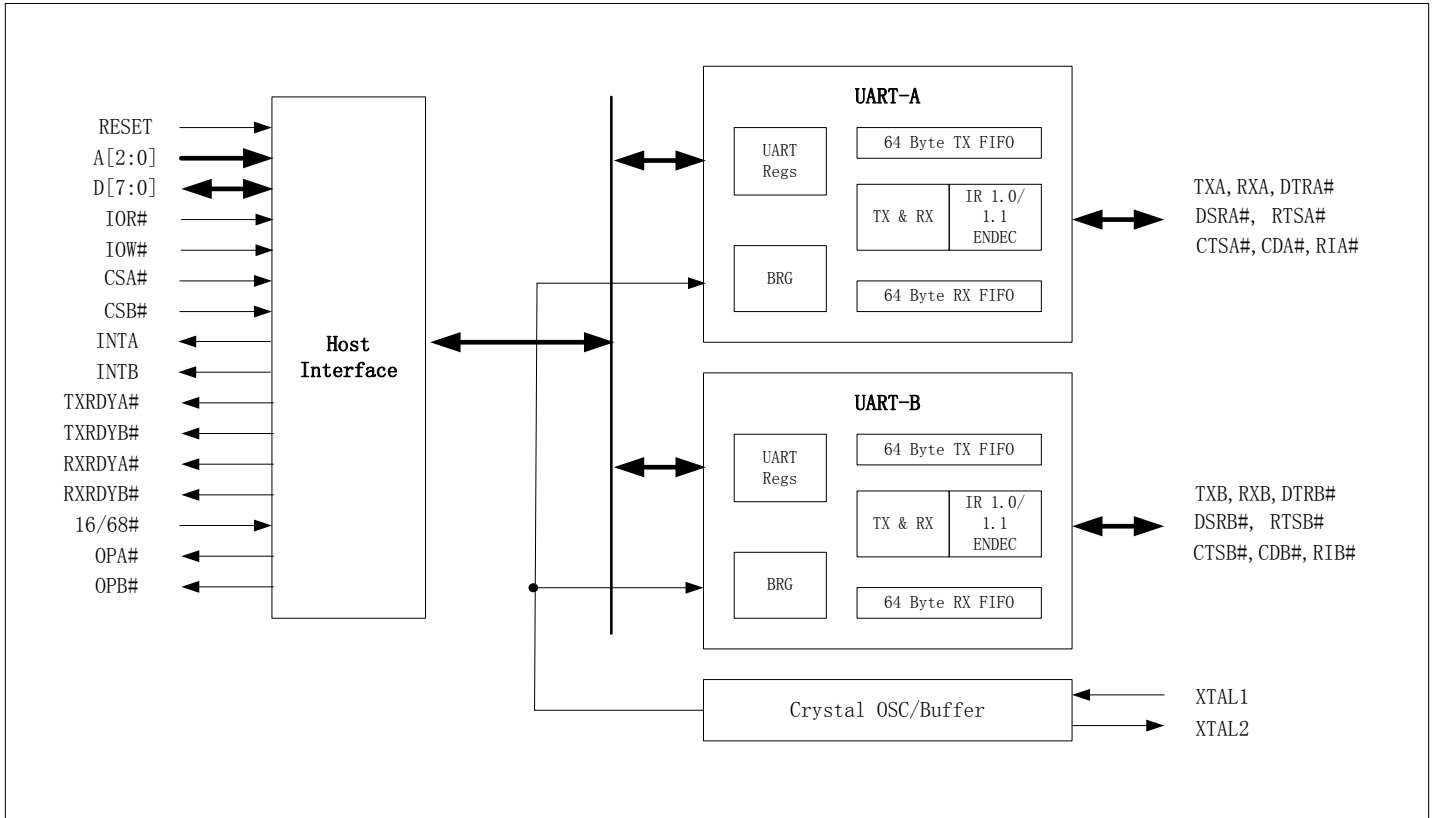 RESET
A[2:0]
D[7:0]
IOR#
IOW#
CSA#
CSB#
INTA
INTB
TXRDYA#
TXRDYB#
RXRDYA#
RXRDYB#
16/68#
OPA#
OPB#
Host
Interface
UART-A
UART
Regs
64 Byte TX FIFO
TX & RX
IR 1.0/
1.1
ENDEC
BRG
64 Byte RX FIFO
TXA, RXA, DTRA#
DSRA#, RTSA#
CTSA#, CDA#, RIA#
UART-B
UART
Regs
64 Byte TX FIFO
TX & RX
IR 1.0/
1.1
ENDEC
BRG
64 Byte RX FIFO
TXB, RXB, DTRB#
DSRB#, RTSB#
CTSB#, CDB#, RIB#
Crystal OSC/Buffer
XTAL1
XTAL2